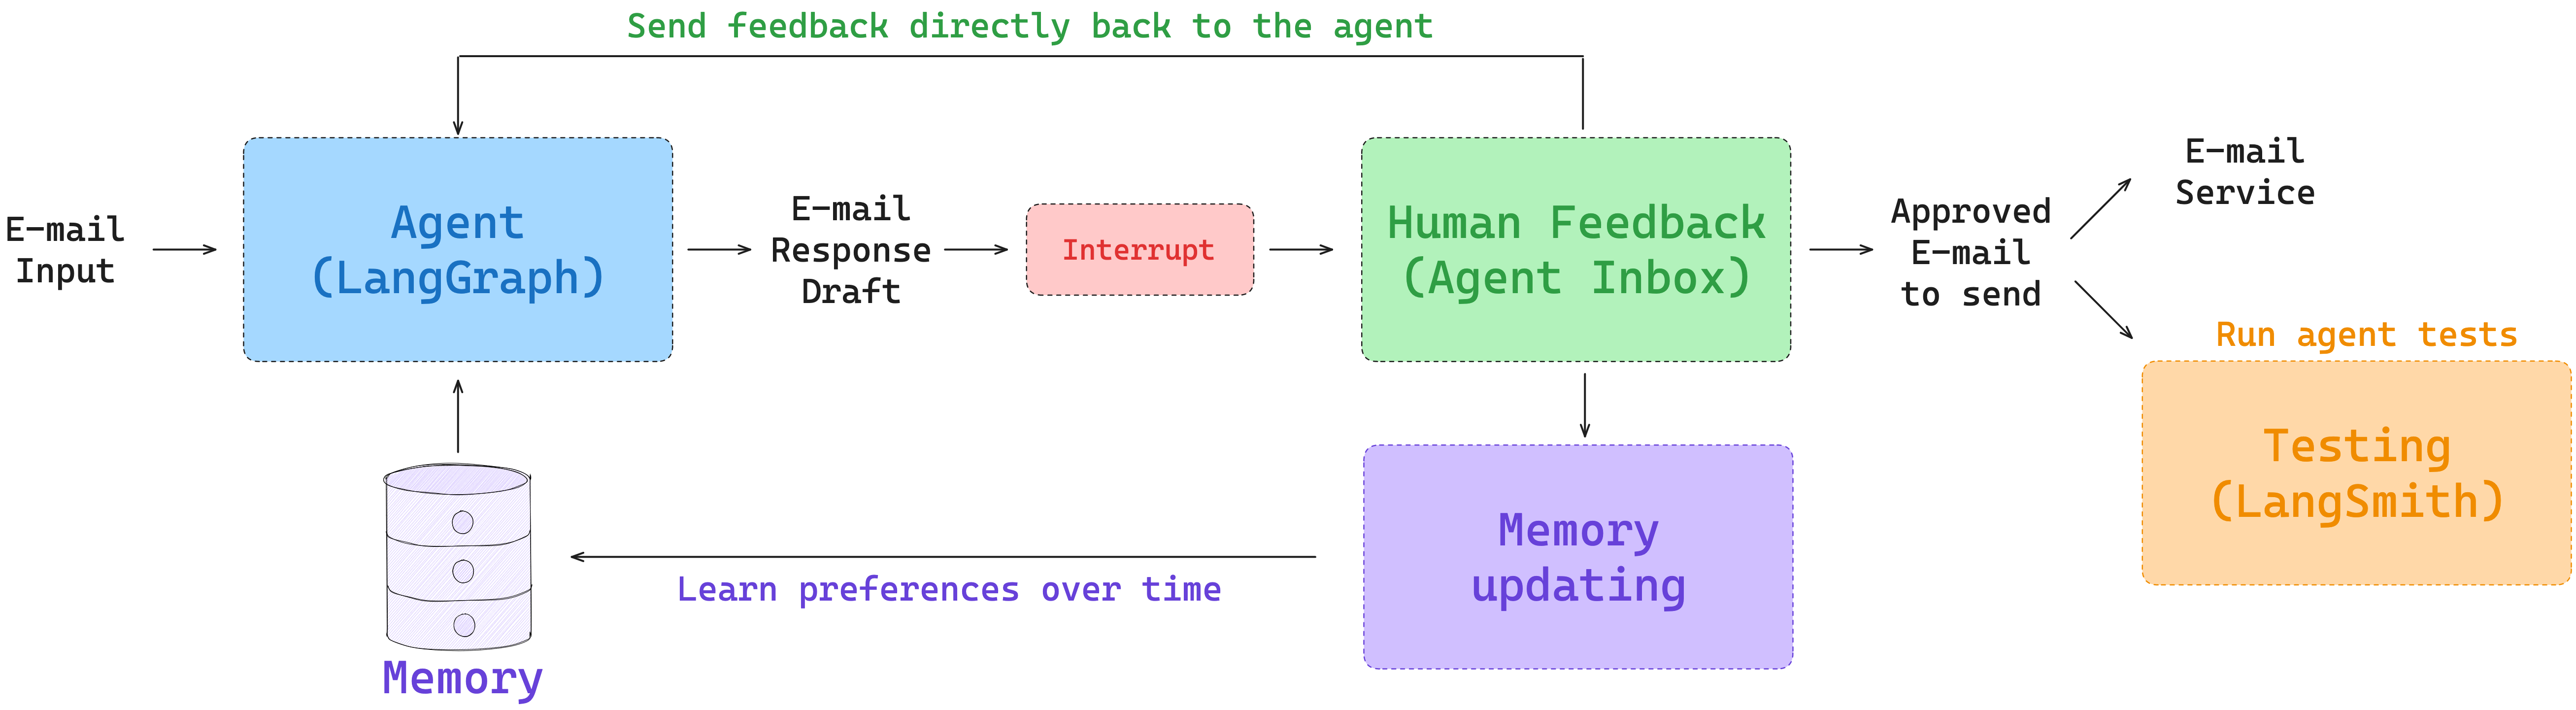 Send feedback directly back to the agent
E-mail
Input
Agent
(LangGraph)
E-mail
Response
Draft
Interrupt
Human Feedback
(Agent Inbox)
Approved
E-mail
to send
E-mail
Service
Run agent tests
Testing
(LangSmith)
Memory
updating
Learn preferences over time
Memory